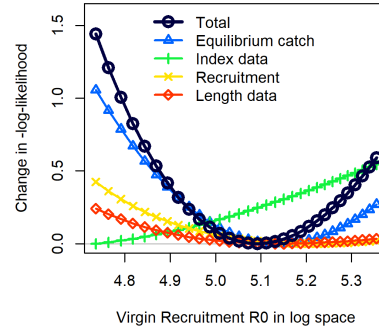 Total
Equilibrium catch
Index data
Recruitment
Length data
Change in -log-likelihood
1.5
1.0
0.5
0.0
4.8 4.9 5.0 5.1 5.2 5.3
Virgin Recruitment R0 in log space